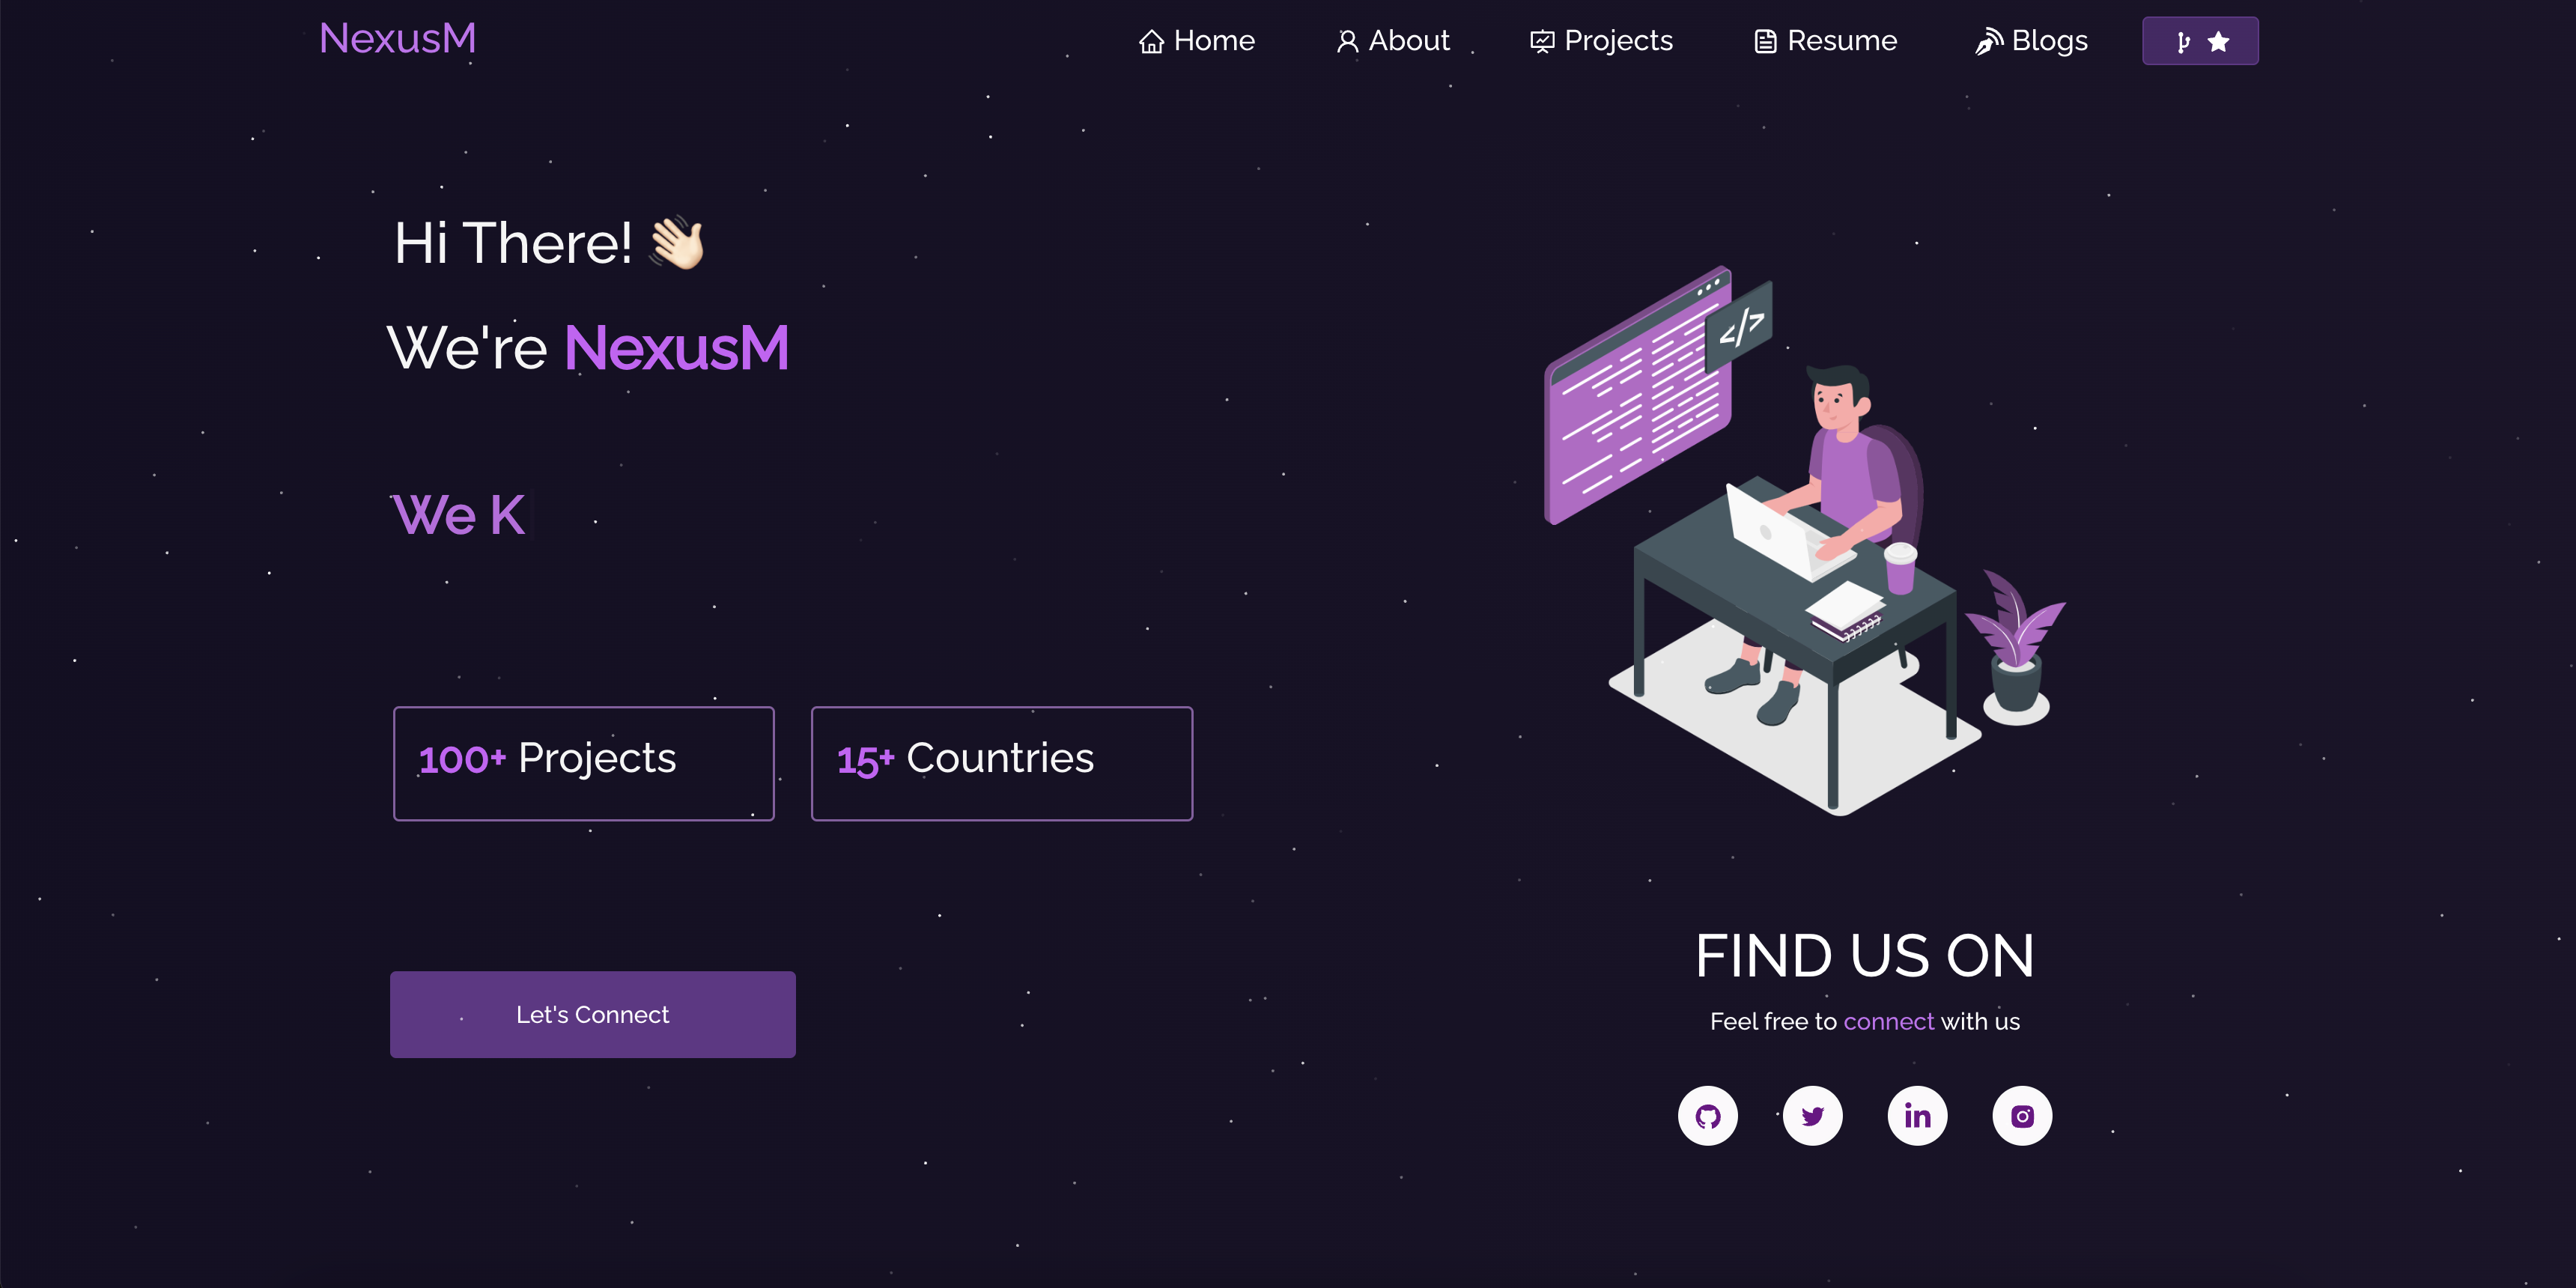 NexusM
Home
About
Projects
Resume
Blogs
Hi There! 👋🏻
We're NexusM
We K
100+ Projects
15+ Countries
Let's Connect
</>
FIND US ON
Feel free to connect with us
in